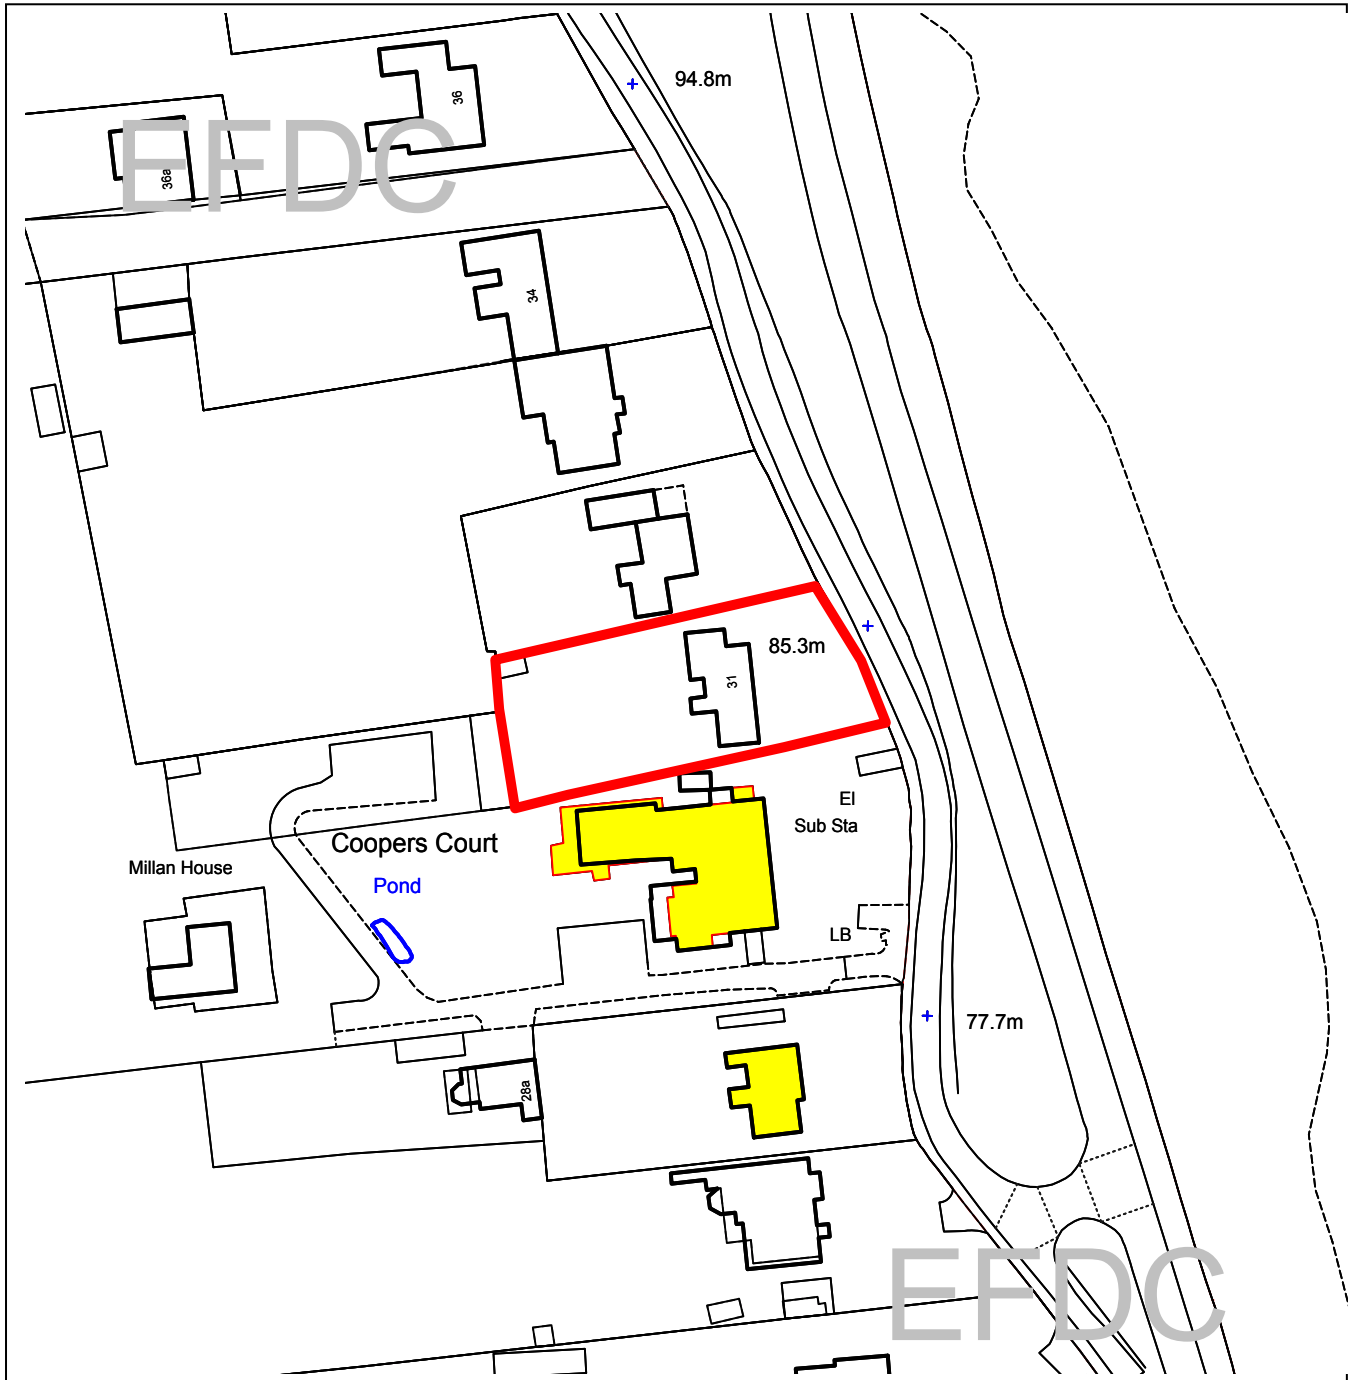 94.8m
36
EFDC
36a
34
85.3m
31
El
Sub Sta
Coopers Court
Millan House
Pond
LB
77.7m
28a
EFDC